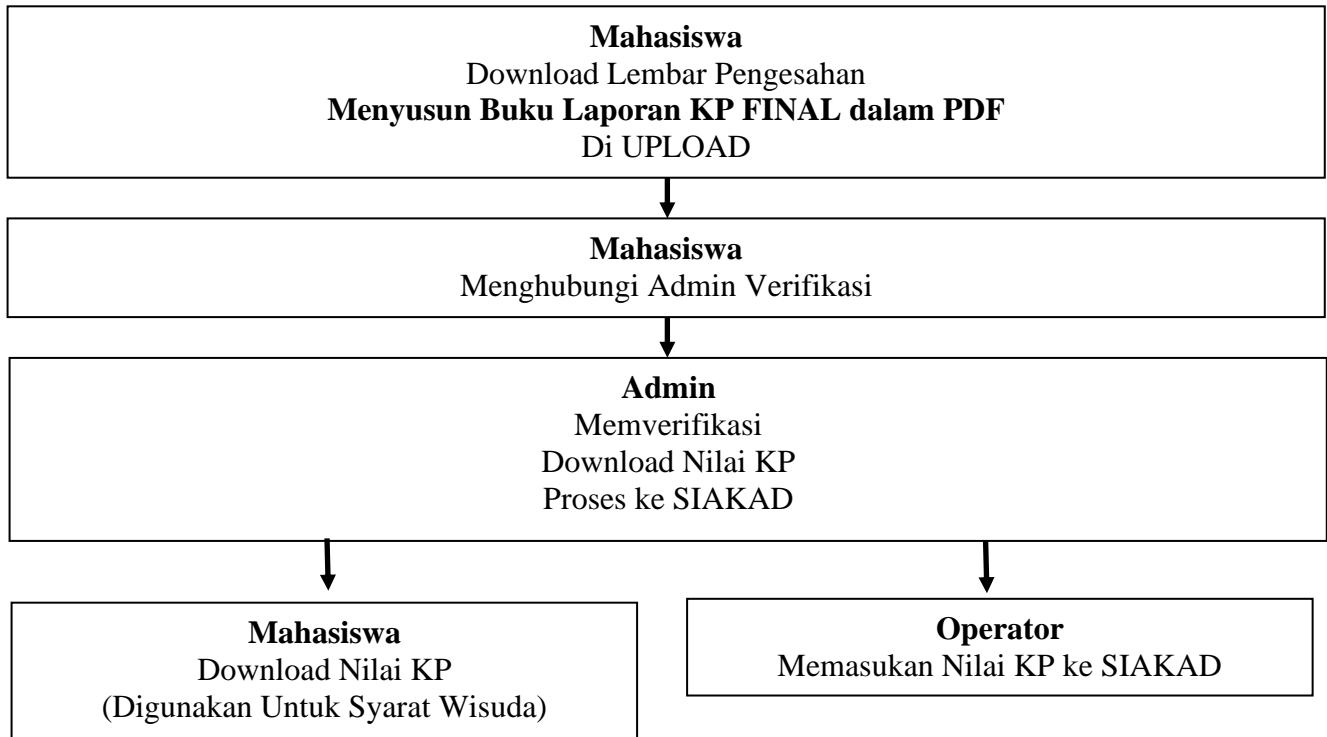 Mahasiswa
Download Lembar Pengesahan
Menyusun Buku Laporan KP FINAL dalam PDF
Di UPLOAD
Mahasiswa
Menghubungi Admin Verifikasi
Admin
Memverifikasi
Download Nilai KP
Proses ke SIAKAD
Mahasiswa
Download Nilai KP
(Digunakan Untuk Syarat Wisuda)
Operator
Memasukan Nilai KP ke SIAKAD